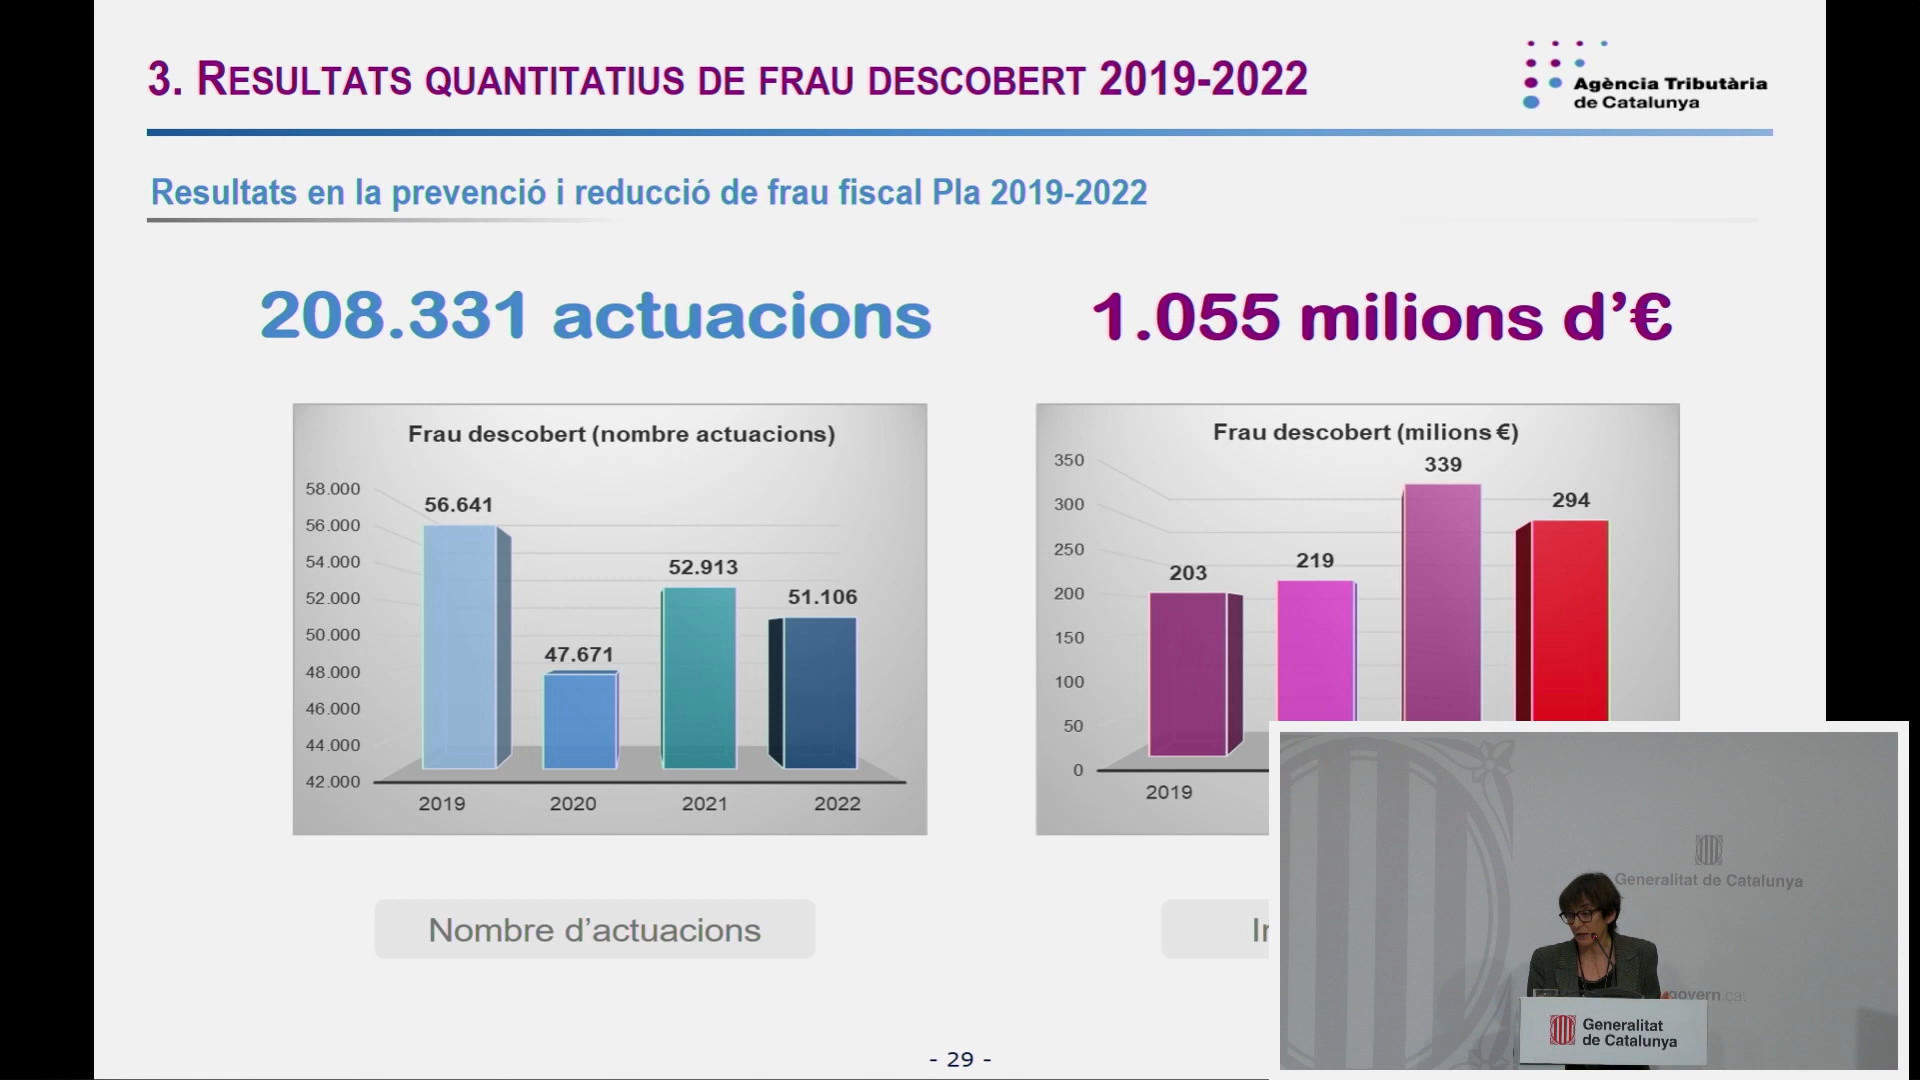 3. RESULTATS QUANTITATIUS DE FRAU DESCOBERT 2019-2022
Agència Tributària
de Catalunya
Resultats en la prevenció i reducció de frau fiscal Pla 2019-2022
208.331 actuacions
1.055 milions d’€
Frau descobert (nombre actuacions)
58.000
56.000
54.000
52.000
50.000
48.000
46.000
44.000
42.000
56.641
47.671
52.913
51.106
2019
2020
2021
2022
Frau descobert (milions €)
350
300
250
200
150
100
50
0
203
219
339
294
2019
Nombre d’actuacions
Generalitat de Catalunya
govern.cat
Generalitat
de Catalunya
- 29 -